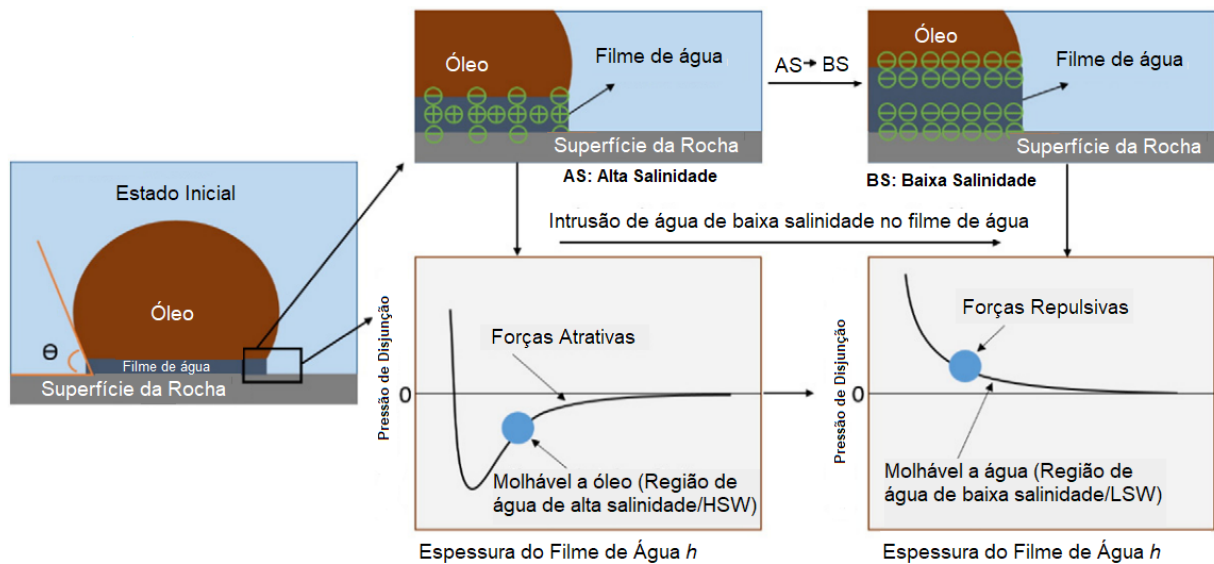 Óleo
Filme de água
Superfície da Rocha
AS: Alta Salinidade
AS→ BS
Óleo
Filme de água
Superfície da Rocha
BS: Baixa Salinidade
Estado Inicial
Óleo
Θ
Filme de água
Superfície da Rocha
Intrusão de água de baixa salinidade no filme de água
Pressão de Disjunção
0
Forças Atrativas
Molhável a óleo (Região de
água de alta salinidade/HSW)
Espessura do Filme de Água h
Pressão de Disjunção
0
Forças Repulsivas
Molhável a água (Região de
água de baixa salinidade/LSW)
Espessura do Filme de Água h